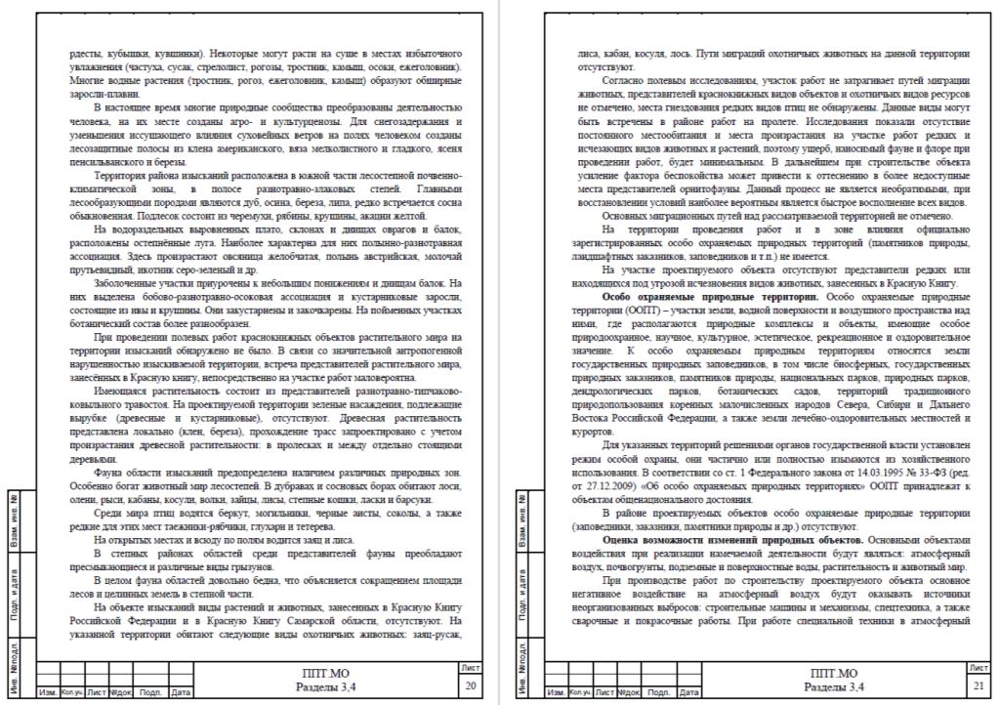 рдесты, кубышки, кувшинки). Некоторые могут расти на суше в местах избыточного
увлажнения (частуха, сусак, стрелолист, рогозы, тростник, камыш, осоки, ежеголовник).
Многие водные растения (тростник, рогоз, ежеголовник, камыш) образуют обширные
заросли-плавни.
В настоящее время многие природные сообщества преобразованы деятельностью
человека, на их месте созданы агро- и культурценозы. Для снегозадержания и
уменьшения иссушающего влияния суховейных ветров на полях человеком созданы
лесозащитные полосы из клена американского, вяза мелколистного и гладкого, ясеня
пенсильванского и березы.
Территория района изысканий расположена в южной части лесостепной почвенно-
климатической зоны, в полосе разнотравно-злаковых степей. Главными
лесообразующими породами являются дуб, осина, береза, липа, редко встречается сосна
обыкновенная. Подлесок состоит из черемухи, рябины, крушины, акации желтой.
На водораздельных выровненных плато, склонах и днищах оврагов и балок,
расположены остепнённые луга. Наиболее характерна для них полынно-разнотравная
ассоциация. Здесь произрастают овсяница желобчатая, полынь австрийская, молочай
прутьевидный, икотник серо-зеленый и др.
Заболоченные участки приурочены к небольшим понижениям и днищам балок. На
них выделена бобово-разнотравно-осоковая ассоциация и кустарниковые заросли,
состоящие из ивы и крушины. Они закустарены и закочкарены. На пойменных участках
ботанический состав более разнообразен.
При проведении полевых работ краснокнижных объектов растительного мира на
территории изысканий обнаружено не было. В связи со значительной антропогенной
нарушенностью изыскиваемой территории, встреча представителей растительного мира,
занесённых в Красную книгу, непосредственно на участке работ маловероятна.
Имеющаяся растительность состоит из представителей разнотравно-типчаково-
ковыльного травостоя. На проектируемой территории зеленые насаждения, подлежащие
вырубке (древесные и кустарниковые), отсутствуют. Древесная растительность
представлена локально (клен, береза), прохождение трасс запроектировано с учетом
произрастания древесной растительности: в пролесках и между отдельно стоящими
деревьями.
Фауна области изысканий предопределена наличием различных природных зон.
Особенно богат животный мир лесостепей. В дубравах и сосновых борах обитают лоси,
олени, рыси, кабаны, косули, волки, зайцы, лисы, степные кошки, ласки и барсуки.
Среди мира птиц водятся беркут, могильники, черные аисты, соколы, а также
редкие для этих мест таежники-рябчики, глухари и тетерева.
На открытых местах и всюду по полям водится заяц и лиса.
В степных районах областей среди представителей фауны преобладают
пресмыкающиеся и различные виды грызунов.
В целом фауна областей довольно бедна, что объясняется сокращением площади
лесов и целинных земель в степной части.
На объекте изысканий виды растений и животных, занесенных в Красную Книгу
Российской Федерации и в Красную Книгу Самарской области, отсутствуют. На
указанной территории обитают следующие виды охотничьих животных: заяц-русак,
Взам. инв. №
Подп. и дата
Инв. №подл.
Изм. Кол.уч. Лист №док. Подп. Дата
ППТ.МО
Разделы 3,4
Лист
20
лиса, кабан, косуля, лось. Пути миграций охотничьих животных на данной территории
отсутствуют.
Согласно полевым исследованиям, участок работ не затрагивает путей миграции
животных, представителей краснокнижных видов объектов и охотничьих видов ресурсов
не отмечено, места гнездования редких видов птиц не обнаружены. Данные виды могут
быть встречены в районе работ на пролете. Исследования показали отсутствие
постоянного местообитания и места произрастания на участке работ редких и
исчезающих видов животных и растений, поэтому ущерб, наносимый фауне и флоре при
проведении работ, будет минимальным. В дальнейшем при строительстве объекта
усиление фактора беспокойства может привести к оттеснению в более недоступные
места представителей орнитофауны. Данный процесс не является необратимыми, при
восстановлении условий наиболее вероятным является быстрое восполнение всех видов.
Основных миграционных путей над рассматриваемой территорией не отмечено.
На территории проведения работ и в зоне влияния официально
зарегистрированных особо охраняемых природных территорий (памятников природы,
ландшафтных заказников, заповедников и т.п.) не имеется.
На участке проектируемого объекта отсутствуют представители редких или
находящихся под угрозой исчезновения видов животных, занесенных в Красную Книгу.
Особо охраняемые природные территории. Особо охраняемые природные
территории (ООПТ) – участки земли, водной поверхности и воздушного пространства над
ними, где располагаются природные комплексы и объекты, имеющие особое
природоохранное, научное, культурное, эстетическое, рекреационное и оздоровительное
значение. К особо охраняемым природным территориям относятся земли
государственных природных заповедников, в том числе биосферных, государственных
природных заказников, памятников природы, национальных парков, природных парков,
дендрологических парков, ботанических садов, территорий традиционного
природопользования коренных малочисленных народов Севера, Сибири и Дальнего
Востока Российской Федерации, а также земли лечебно-оздоровительных местностей и
курортов.
Для указанных территорий решениями органов государственной власти установлен
режим особой охраны, они частично или полностью изымаются из хозяйственного
использования. В соответствии со ст. 1 Федерального закона от 14.03.1995 № 33-ФЗ (ред.
от 27.12.2009) «Об особо охраняемых природных территориях» ООПТ принадлежат к
объектам общенационального достояния.
В районе проектируемых объектов особо охраняемые природные территории
(заповедники, заказники, памятники природы и др.) отсутствуют.
Оценка возможности изменений природных объектов. Основными объектами
воздействия при реализации намечаемой деятельности будут являться: атмосферный
воздух, почвогрунты, подземные и поверхностные воды, растительность и животный мир.
При производстве работ по строительству проектируемого объекта основное
негативное воздействие на атмосферный воздух будут оказывать источники
неорганизованных выбросов: строительные машины и механизмы, спецтехника, а также
сварочные и покрасочные работы. При работе специальной техники в атмосферный
Взам. инв. №
Подп. и дата
Инв. №подл.
Изм. Кол.уч. Лист №док. Подп. Дата
ППТ.МО
Разделы 3,4
Лист
21